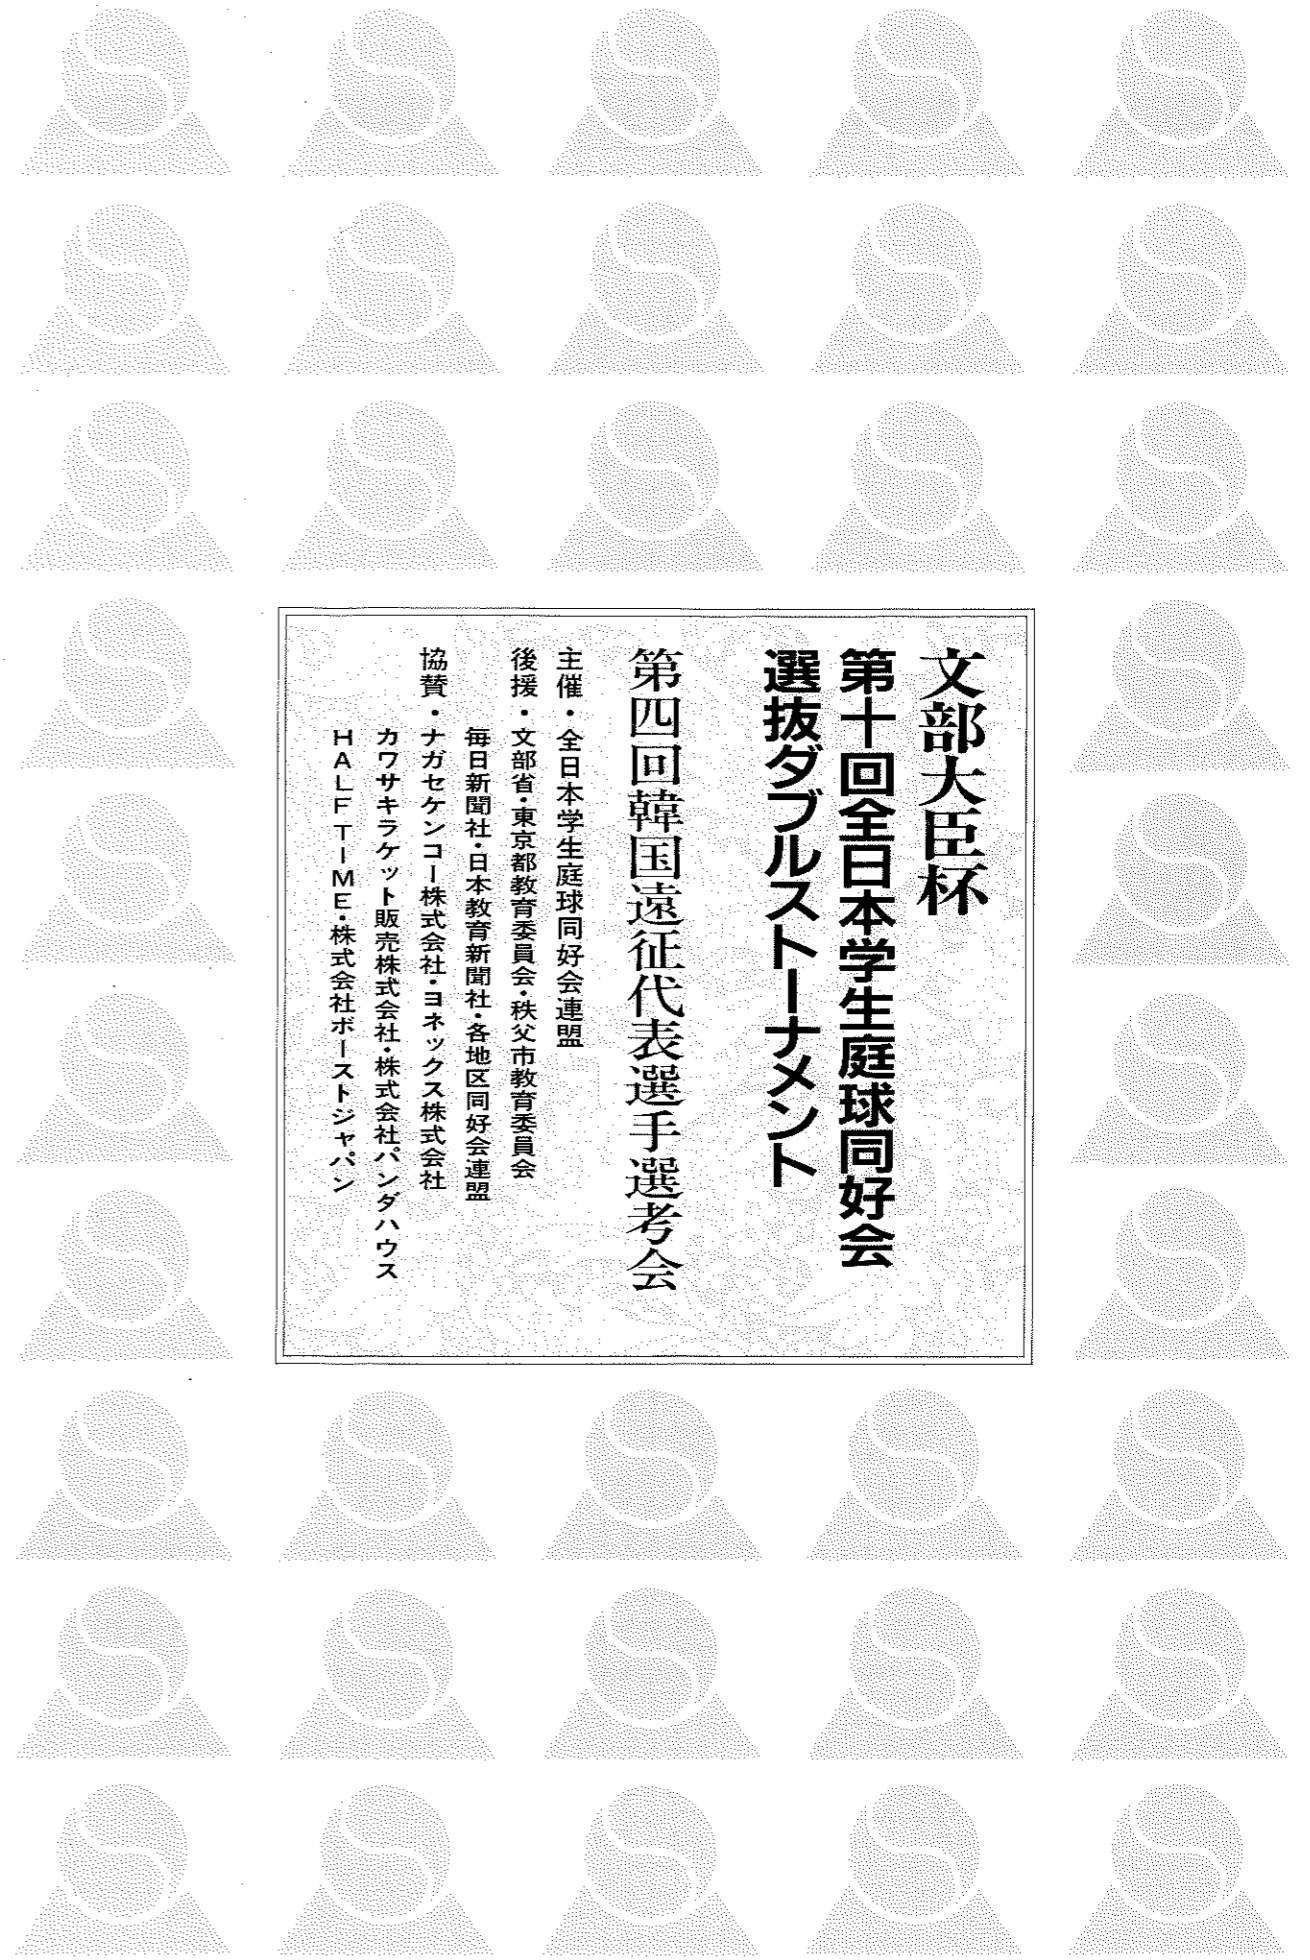 文部大臣杯
第十回全日本学生庭球同好会
選抜ダブルストーナメント
第四回韓国遠征代表選手選考会
主催・全日本学生庭球同好会連盟
後援・文部省・東京都教育委員会・秩父市教育委員会
毎日新聞社・日本教育新聞社・各地区同好会連盟
協賛・ナガセケンコー株式会社・ヨネックス株式会社
カワサキラケット販売株式会社・株式会社パンダハウス
HALF TIME・株式会社ボーストジャパン